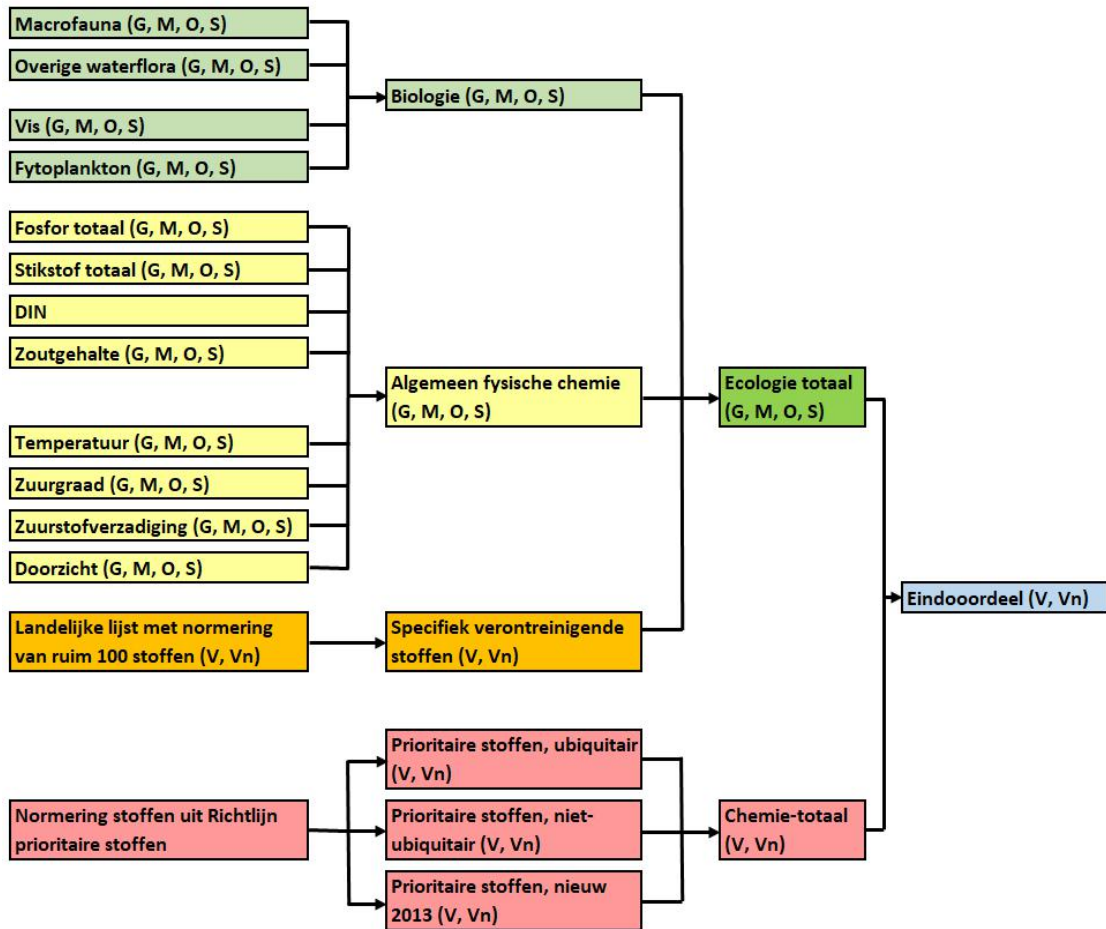 Macrofauna (G, M, O, S)
Overige waterflora (G, M, O, S)
Vis (G, M, O, S)
Fytoplankton (G, M, O, S)
Biologie (G, M, O, S)
Fosfor totaal (G, M, O, S)
Stikstof totaal (G, M, O, S)
DIN
Zoutgehalte (G, M, O, S)
Temperatuur (G, M, O, S)
Zuurgraad (G, M, O, S)
Zuurstofverzadiging (G, M, O, S)
Doorzicht (G, M, O, S)
Algemeen fysische chemie
(G, M, O, S)
Landelijke lijst met normering
van ruim 100 stoffen (V, Vn)
Specifiek verontreinigende
stoffen (V, Vn)
Ecologie totaal
(G, M, O, S)
Normering stoffen uit Richtlijn
prioritaire stoffen
Prioritaire stoffen, ubiquitair
(V, Vn)
Prioritaire stoffen, niet-
ubiquitair (V, Vn)
Prioritaire stoffen, nieuw
2013 (V, Vn)
Chemie-totaal
(V, Vn)
Eindooordeel (V, Vn)